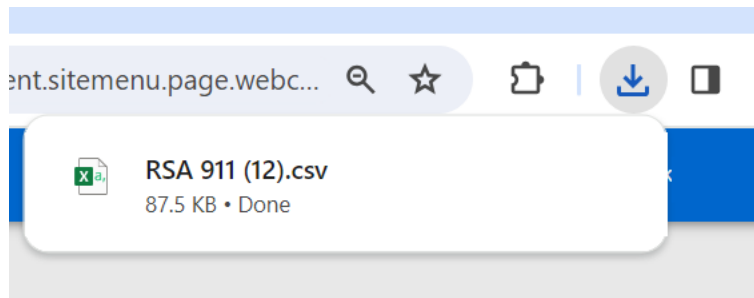 ent.sitemenu.page.webc...
RSA 911 (12).csv
87.5 KB • Done